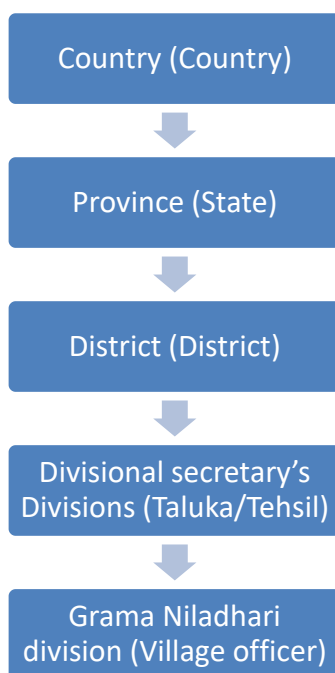 Country (Country)
Province (State)
District (District)
Divisional secretary’s
Divisions (Taluka/Tehsil)
Grama Niladhari
division (Village officer)